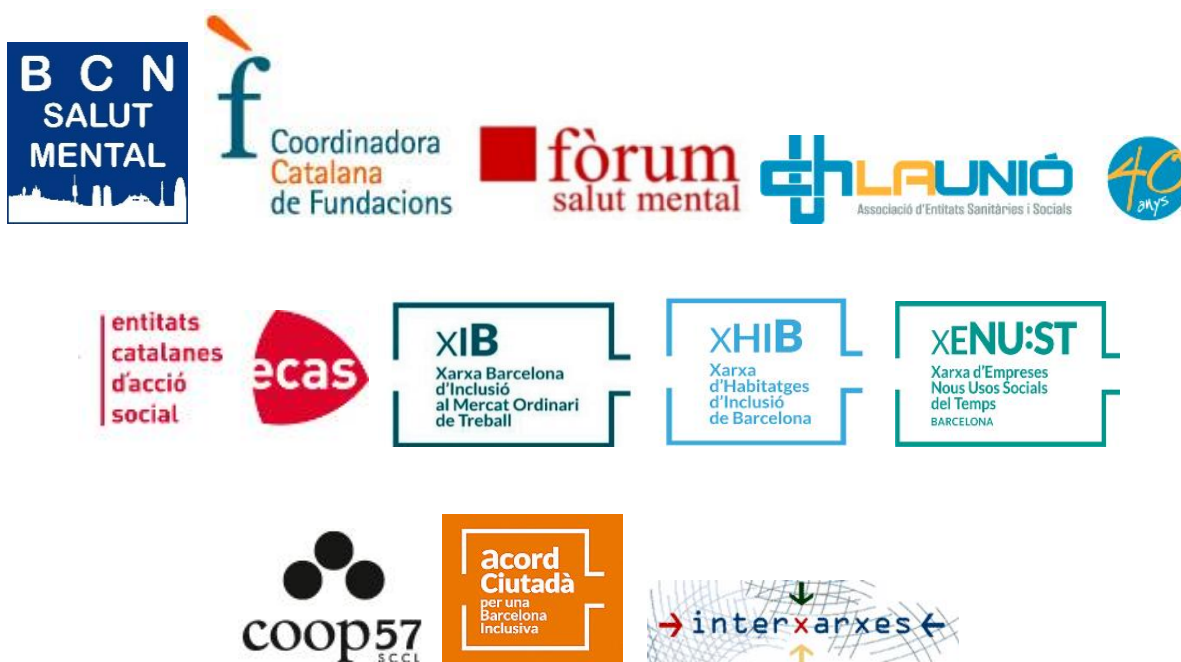 B C N
SALUT
MENTAL
f
Coordinadora
Catalana
de Fundacions
fòrum
salut mental
LAUNIÓ
Associació d'Entitats Sanitàries i Socials
40
anys
entitats
catalanes
d'acció
social
ecas
xIB
Xarxa Barcelona
d'Inclusió
al Mercat Ordinari
de Treball
xHIB
Xarxa
d'Habitatges
d'Inclusió
de Barcelona
xENU:ST
Xarxa d'Empreses
Nous Usos Socials
del Temps
BARCELONA
coop57
SCCL
acord
Ciutadà
per una
Barcelona
Inclusiva
interxarxes